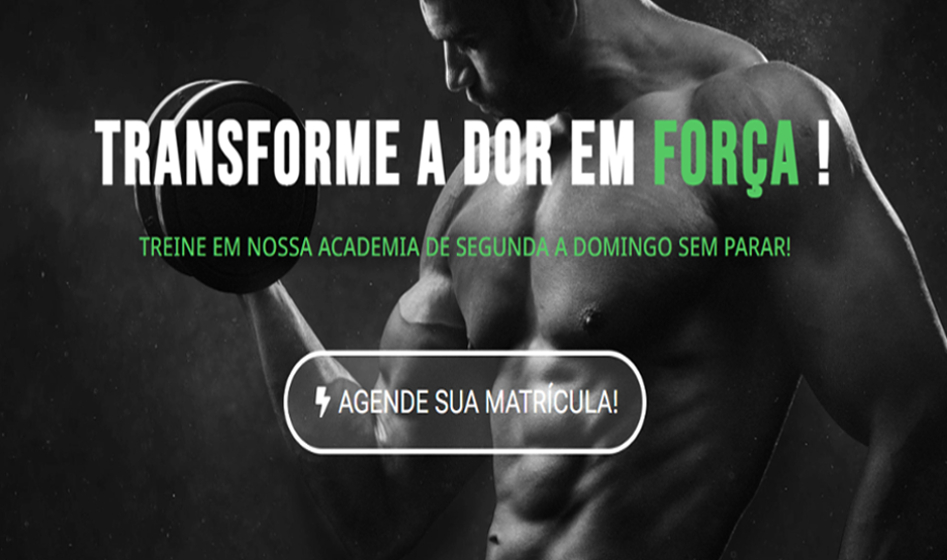 TRANSFORME A DOR EM FORÇA !
TREINE EM NOSSA ACADEMIA DE SEGUNDA A DOMINGO SEM PARAR!
AGENDE SUA MATRÍCULA!